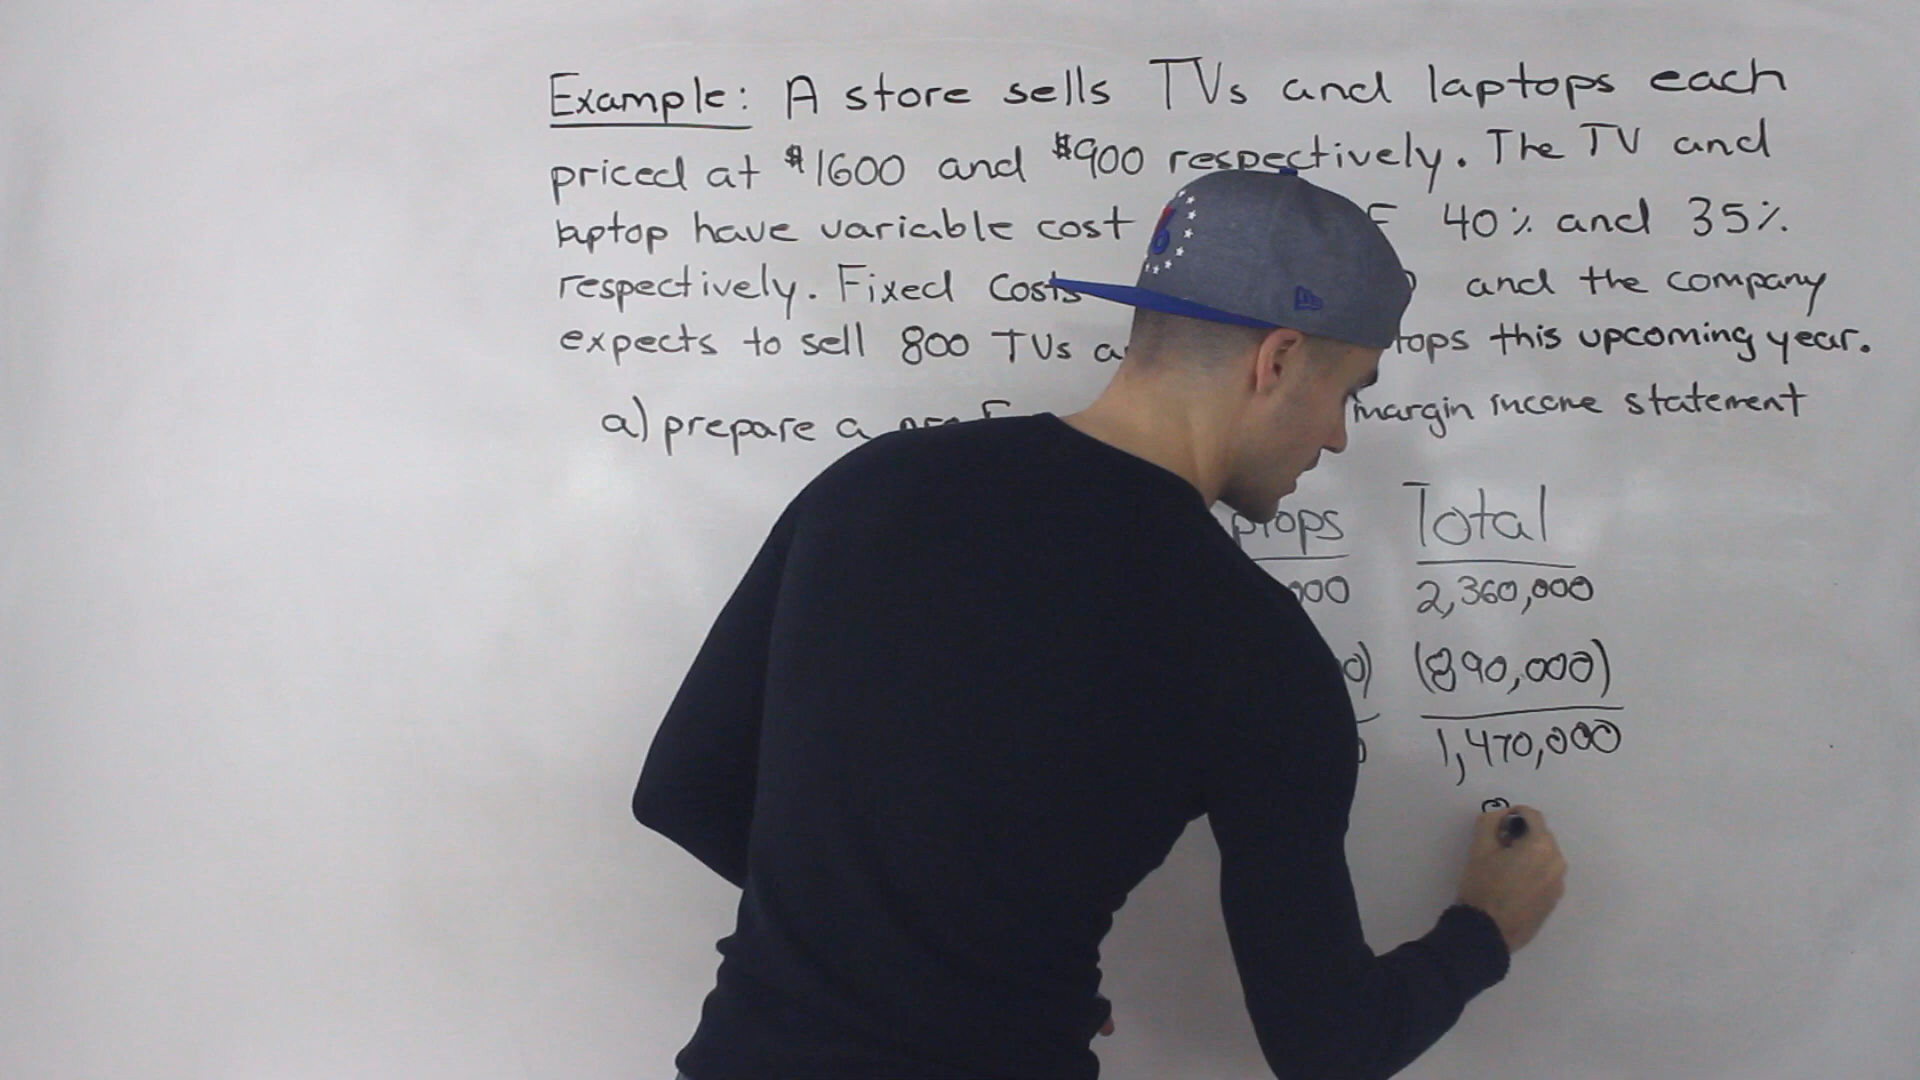 Example: A store sells TVs and laptops each
priced at $1600 and $900 respectively. The TV and
laptop have variable cost 40% and 35%
respectively. Fixed Costs and the company
expects to sell 800 TVs this upcoming year.
a) prepare a margin income statement
Total
2,360,000
(890,000)
1,470,000